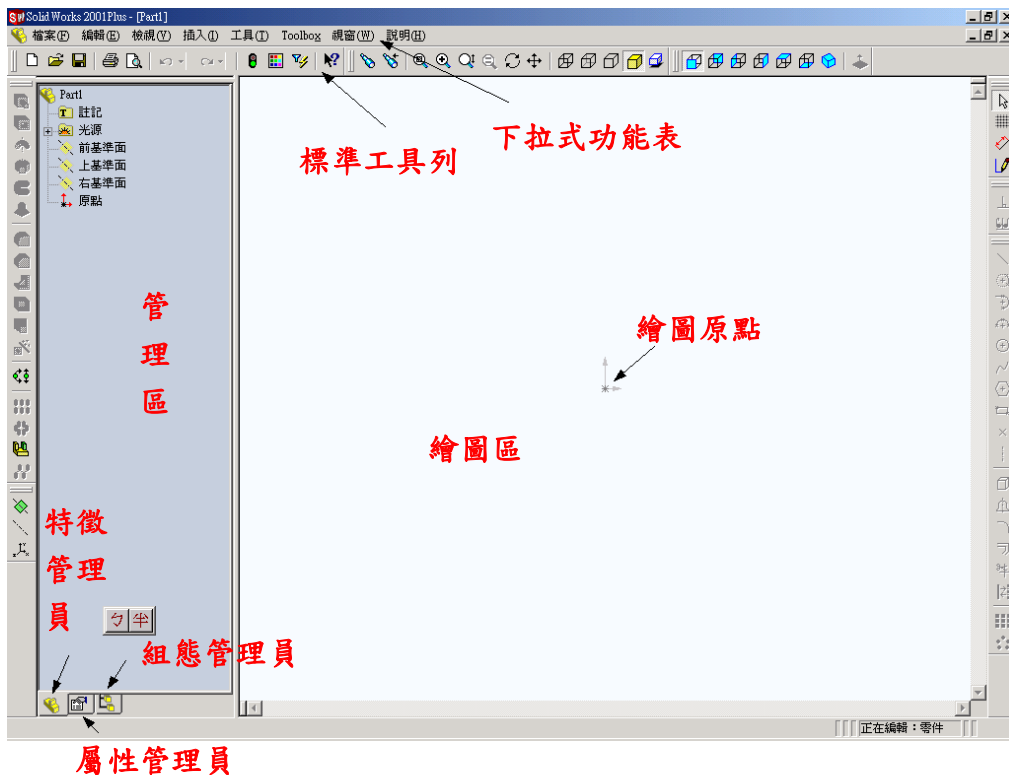 SolidWorks 2001Plus - [Part1]
檔案(F) 編輯(E) 檢視(V) 插入(I) 工具(T) Toolbox 視窗(W) 說明(H)
Part1
註記
光源
前基準面
上基準面
右基準面
原點
下拉式功能表
標準工具列
管理區
繪圖原點
繪圖區
特徵管理員
ㄅ半
組態管理員
正在編輯：零件
屬性管理員